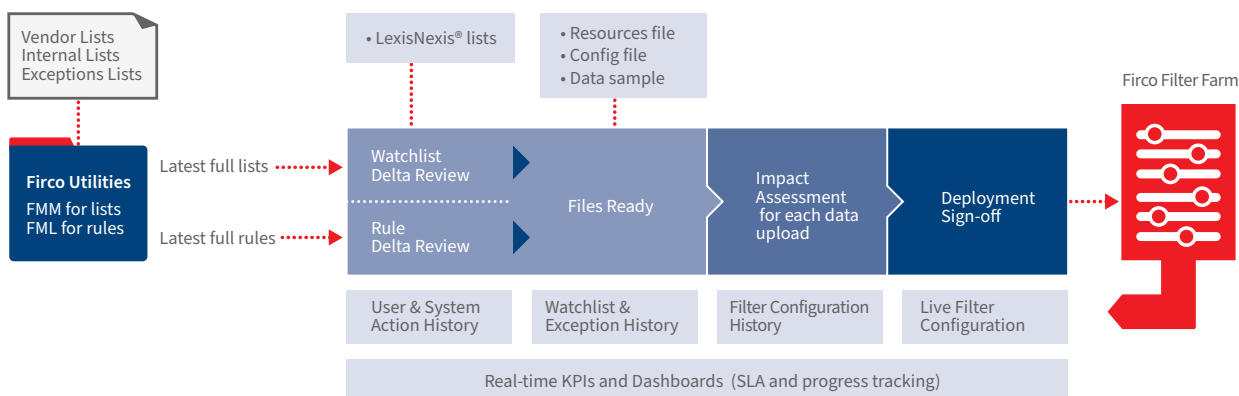 Vendor Lists
Internal Lists
Exceptions Lists
• LexisNexis® lists
• Resources file
• Config file
• Data sample
Firco Filter Farm
Firco Utilities
FMM for lists
FML for rules
Latest full lists
Latest full rules
Watchlist
Delta Review
Rule
Delta Review
Files Ready
Impact
Assessment
for each data
upload
Deployment
Sign-off
User & System
Action History
Watchlist &
Exception History
Filter Configuration
History
Live Filter
Configuration
Real-time KPIs and Dashboards (SLA and progress tracking)